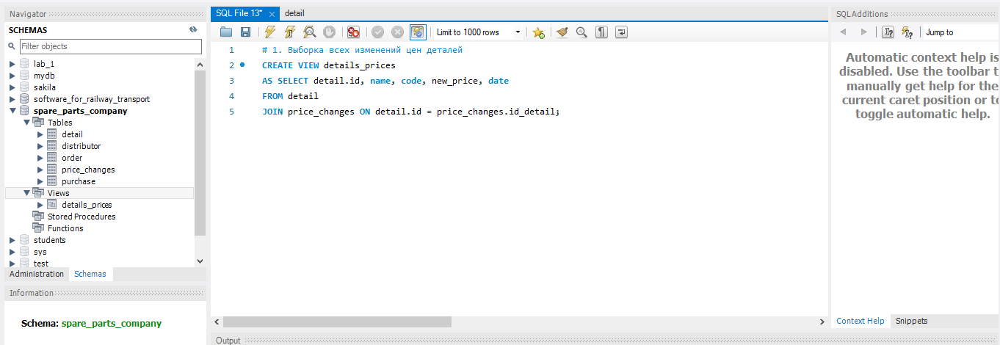 Navigator
SCHEMAS
Filter objects
lab_1
mydb
sakila
software_for_railway_transport
spare_parts_company
Tables
detail
distributor
order
price_changes
purchase
Views
details_prices
Stored Procedures
Functions
students
sys
test
Administration Schemas
Information
Schema: spare_parts_company
SQL File 13* detail
Limit to 1000 rows
1 # 1. Выборка всех изменений цен деталей
2 CREATE VIEW details_prices
3 AS SELECT detail.id, name, code, new_price, date
4 FROM detail
5 JOIN price_changes ON detail.id = price_changes.id_detail;
Output
SQLAdditions
Jump to
Automatic context help is
disabled. Use the toolbar t
manually get help for the
current caret position or to
toggle automatic help.
Context Help Snippets